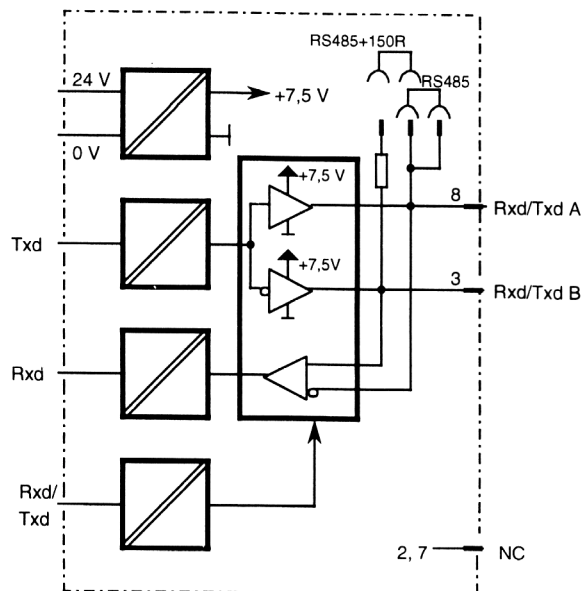 RS485+150R
RS485
24 V
+7,5 V
0 V
+7,5 V
8
Rxd/Txd A
Txd
+7,5V
3
Rxd/Txd B
Rxd
Rxd/
Txd
2, 7
NC